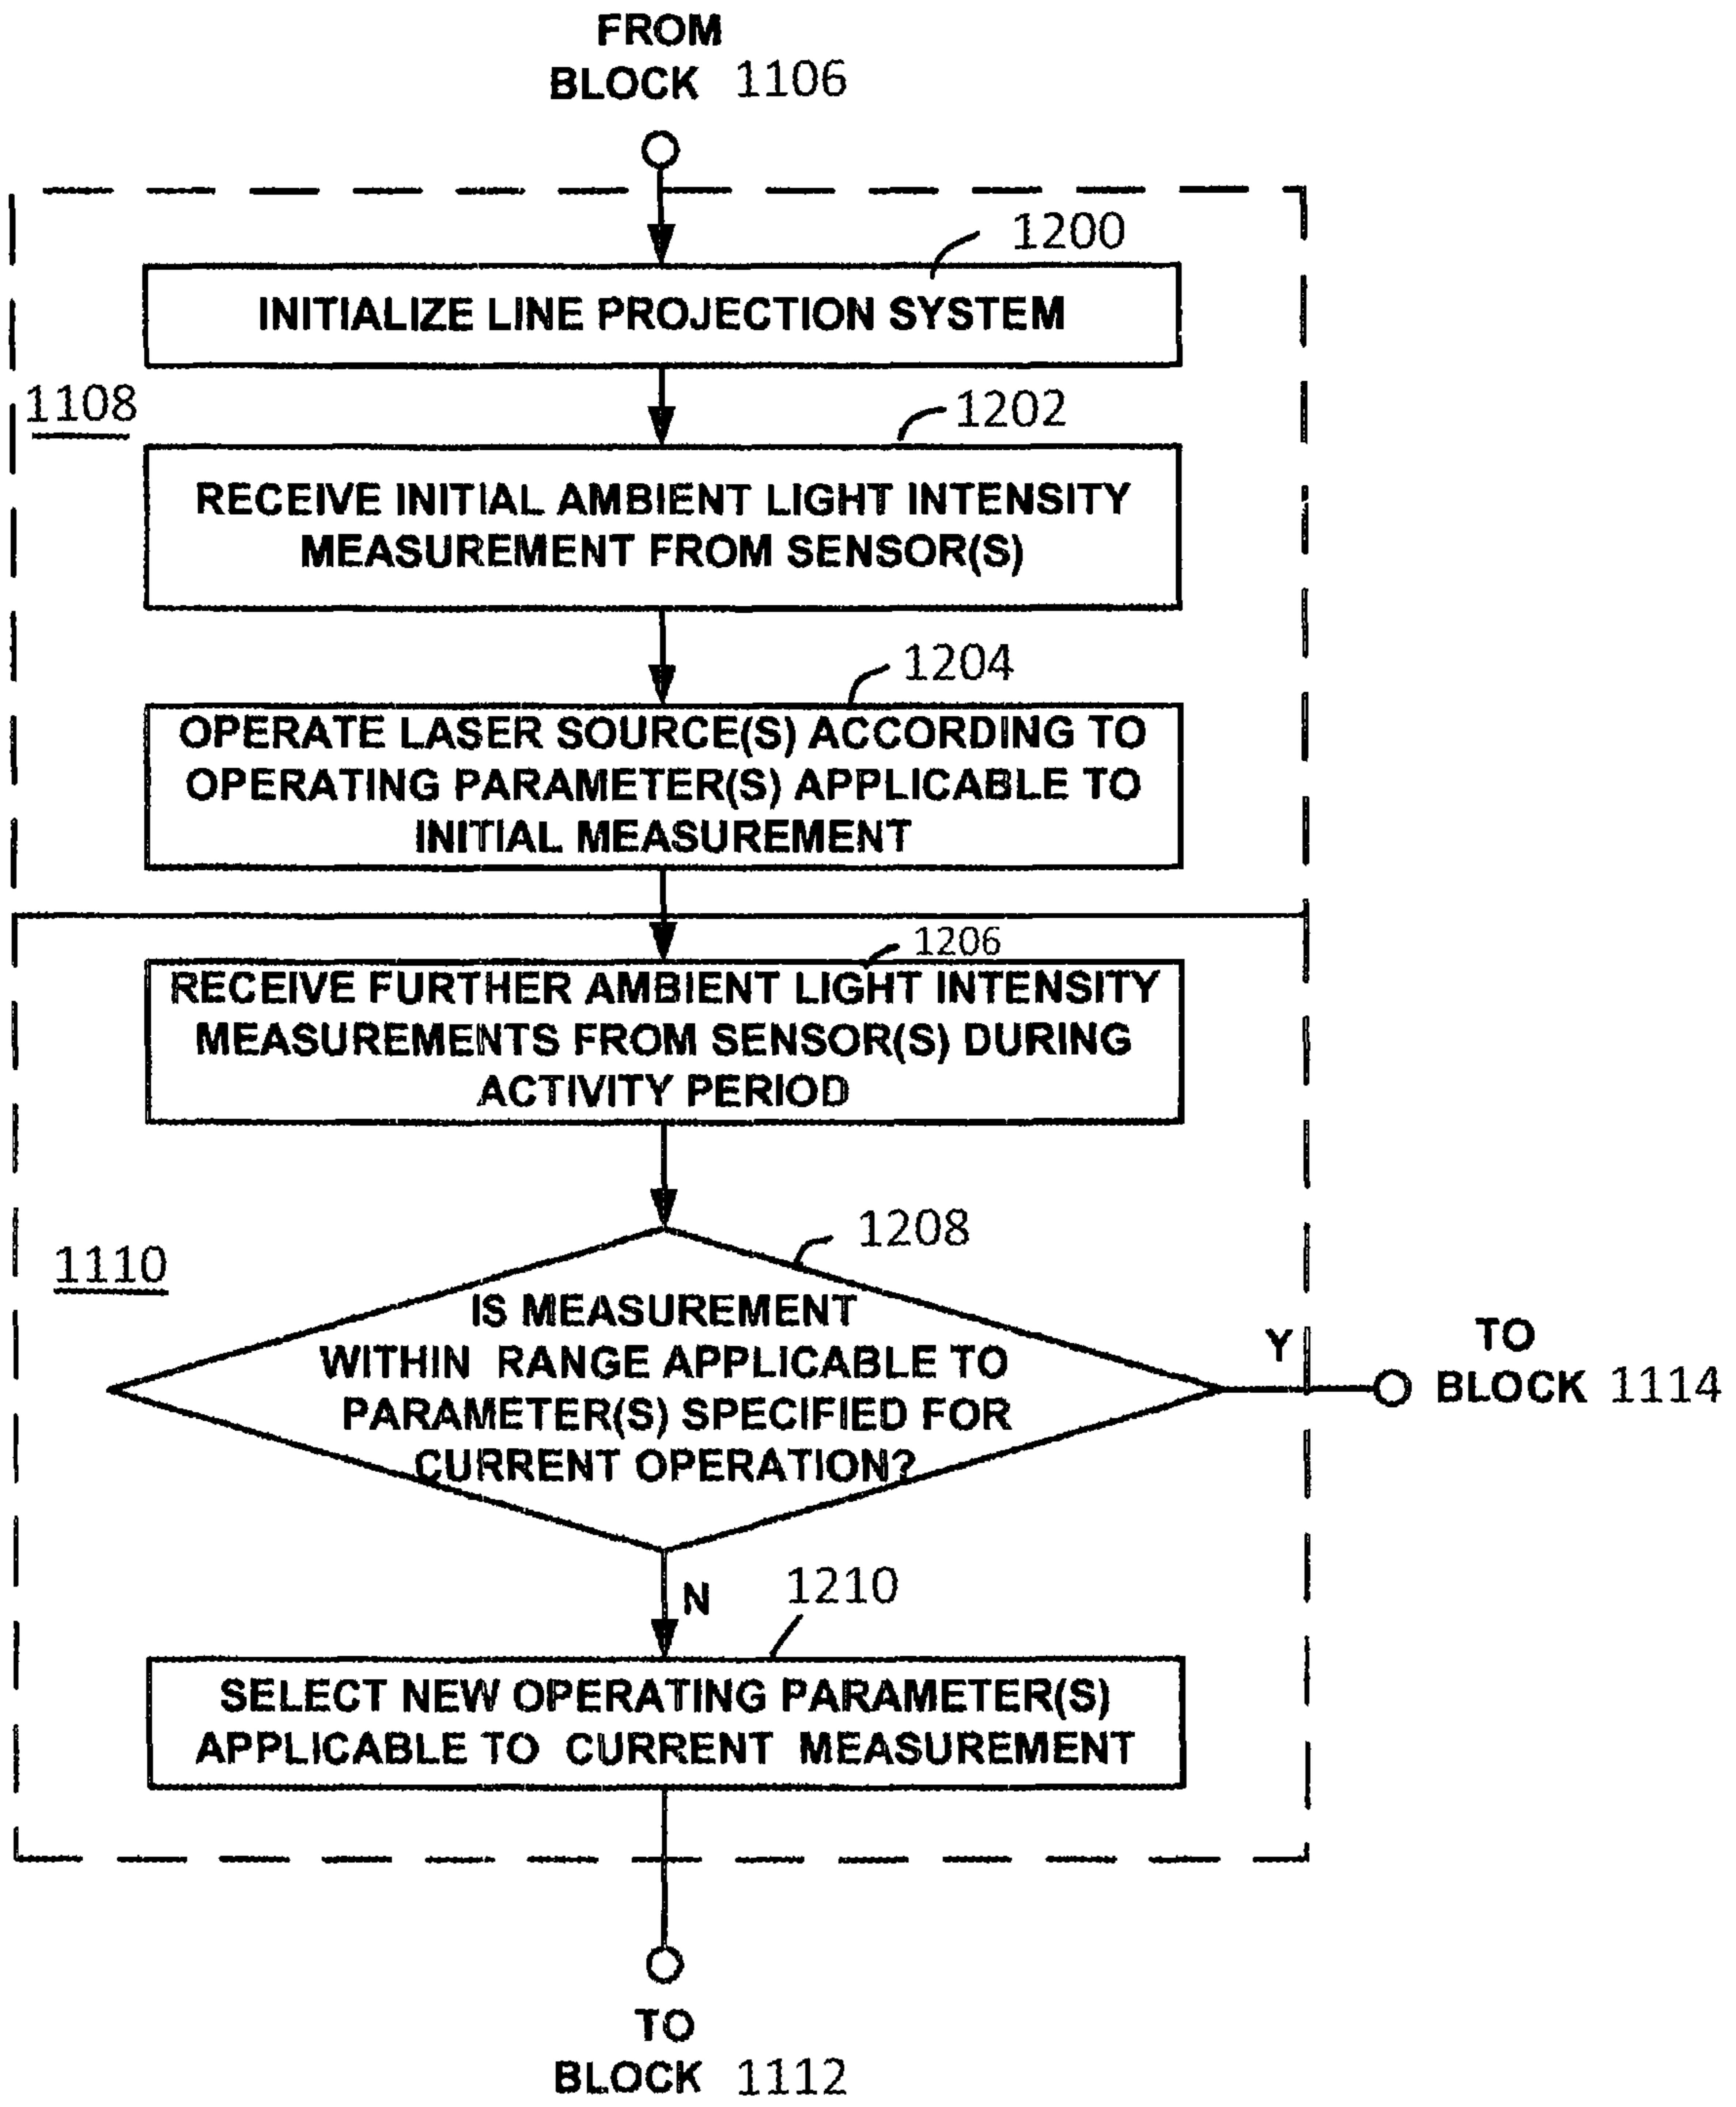 FROM
BLOCK 1106
1200
INITIALIZE LINE PROJECTION SYSTEM
1108
1202
RECEIVE INITIAL AMBIENT LIGHT INTENSITY
MEASUREMENT FROM SENSOR(S)
1204
OPERATE LASER SOURCE(S) ACCORDING TO
OPERATING PARAMETER(S) APPLICABLE TO
INITIAL MEASUREMENT
1206
RECEIVE FURTHER AMBIENT LIGHT INTENSITY
MEASUREMENTS FROM SENSOR(S) DURING
ACTIVITY PERIOD
1208
1110
IS MEASUREMENT
WITHIN RANGE APPLICABLE TO
PARAMETER(S) SPECIFIED FOR
CURRENT OPERATION?
Y
TO
BLOCK 1114
N
1210
SELECT NEW OPERATING PARAMETER(S)
APPLICABLE TO CURRENT MEASUREMENT
TO
BLOCK 1112